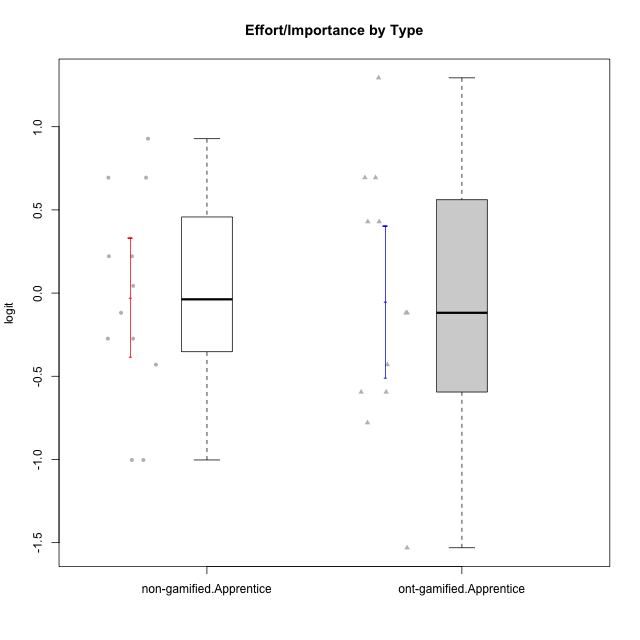 Effort/Importance by Type
logit
1.0
0.5
0.0
-0.5
-1.0
-1.5
non-gamified.Apprentice
ont-gamified.Apprentice